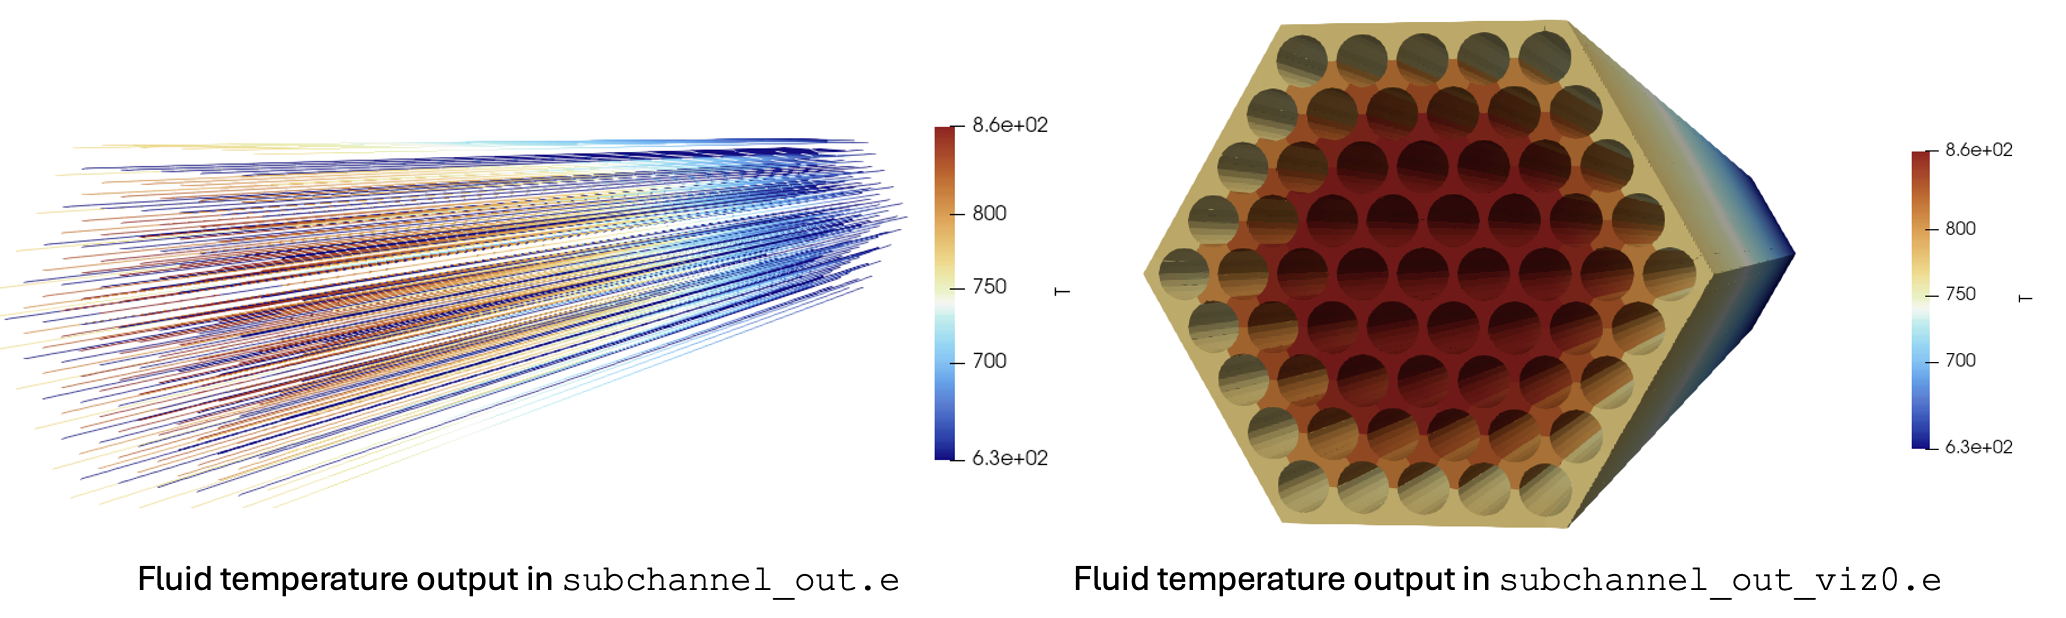 8.6e+02
800
750
700
6.3e+02
T
8.6e+02
800
750
700
6.3e+02
T
Fluid temperature output in subchannel_out.e
Fluid temperature output in subchannel_out_viz0.e